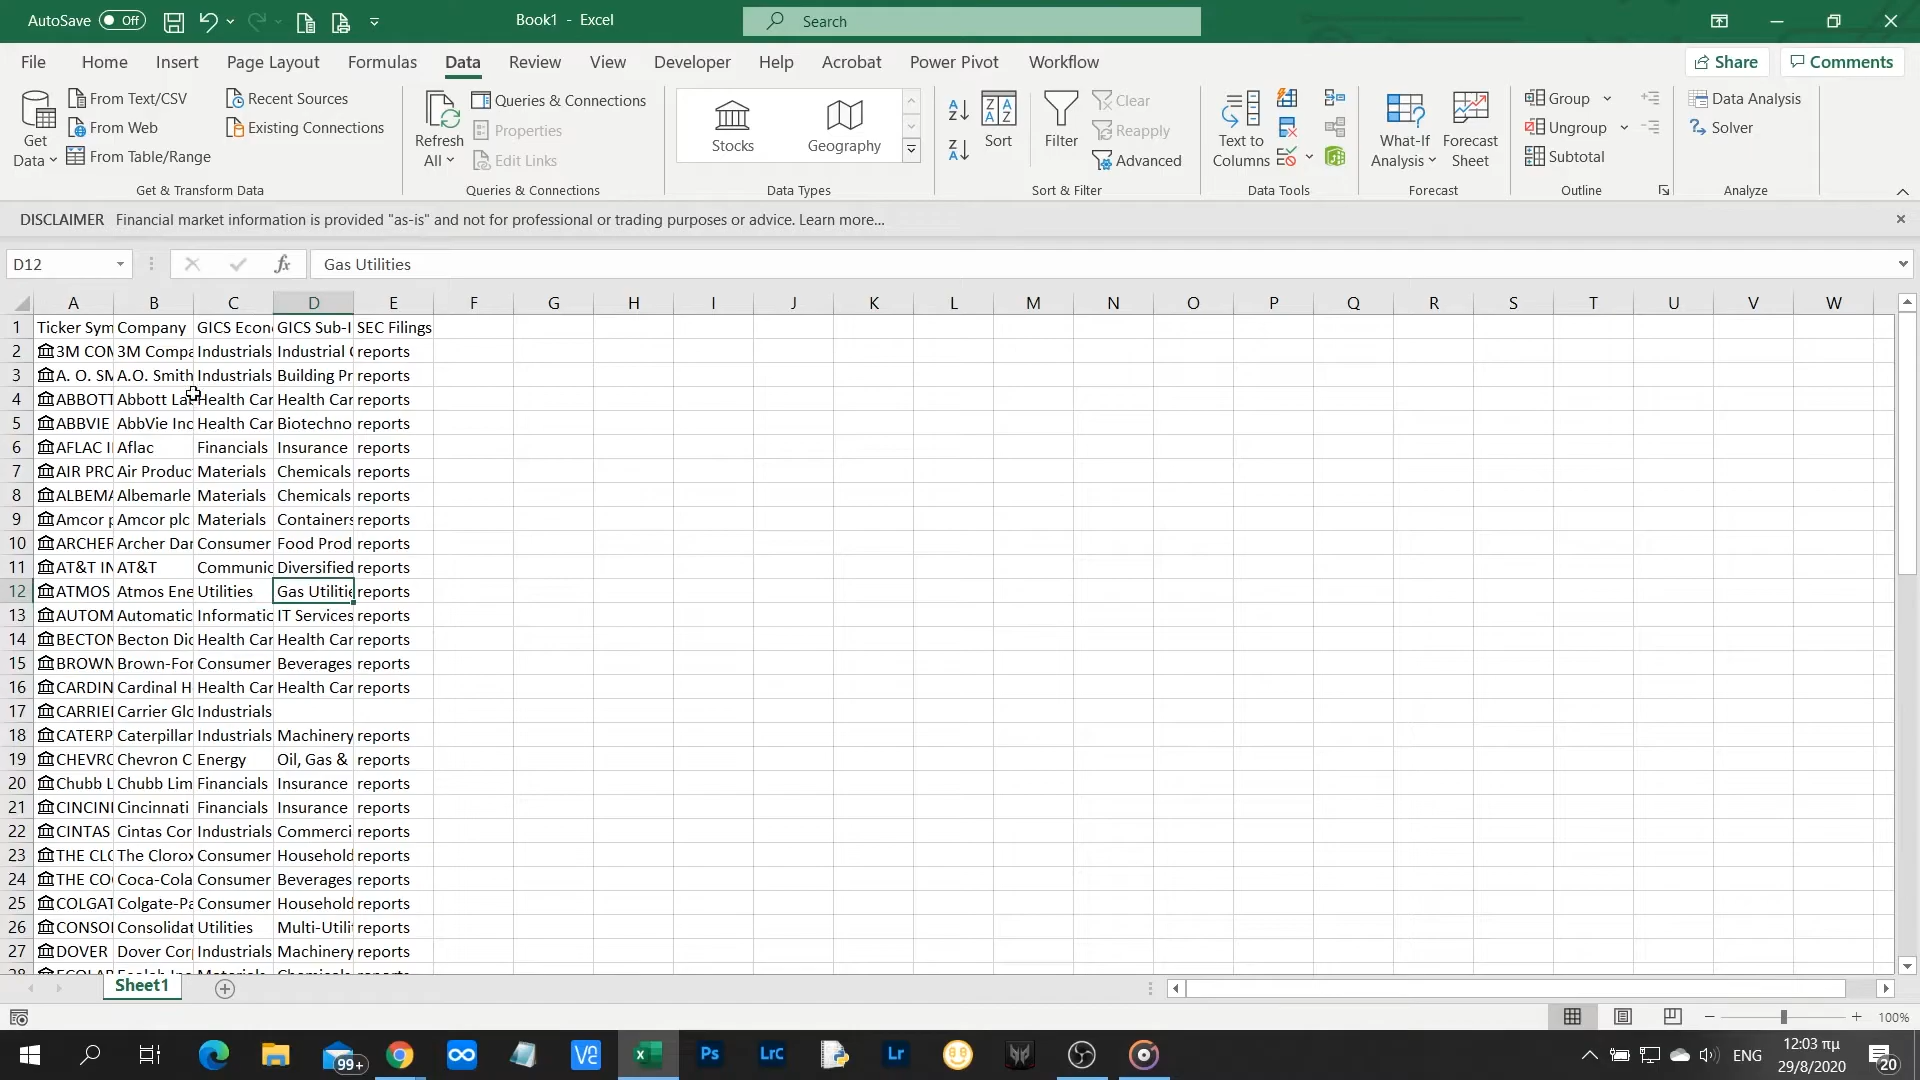 AutoSave Off Book1 - Excel Search
File Home Insert Page Layout Formulas Data Review View Developer Help Acrobat Power Pivot Workflow Share Comments
Get Data
From Text/CSV
From Web
From Table/Range
Recent Sources
Existing Connections
Get & Transform Data
Refresh All
Queries & Connections
Properties
Edit Links
Queries & Connections
Stocks
Geography
Data Types
Sort
Filter
Clear
Reapply
Advanced
Sort & Filter
Text to Columns
Data Tools
What-If Analysis
Forecast Sheet
Forecast
Group
Ungroup
Subtotal
Outline
Data Analysis
Solver
Analyze
DISCLAIMER Financial market information is provided "as-is" and not for professional or trading purposes or advice. Learn more...
D12 fx Gas Utilities
A B C D E F G H I J K L M N O P Q R S T U V W
1 Ticker Sym Company GICS Econ GICS Sub-I SEC Filings
2 3M COM 3M Compa Industrials Industrial C reports
3 A. O. SM A.O. Smith Industrials Building Pr reports
4 ABBOTT Abbott Lab Health Car Health Car reports
5 ABBVIE AbbVie Inc Health Car Biotechno reports
6 AFLAC I Aflac Financials Insurance reports
7 AIR PRO Air Produc Materials Chemicals reports
8 ALBEMA Albemarle Materials Chemicals reports
9 Amcor p Amcor plc Materials Containers reports
10 ARCHER Archer Dan Consumer Food Prod reports
11 AT&T IN AT&T Communic Diversified reports
12 ATMOS Atmos Ene Utilities Gas Utilitie reports
13 AUTOM Automatic Informatic IT Services reports
14 BECTON Becton Dic Health Car Health Car reports
15 BROWN Brown-For Consumer Beverages reports
16 CARDIN Cardinal H Health Car Health Car reports
17 CARRIE Carrier Glo Industrials
18 CATERP Caterpillar Industrials Machinery reports
19 CHEVRO Chevron C Energy Oil, Gas & reports
20 Chubb L Chubb Lim Financials Insurance reports
21 CINCINI Cincinnati Financials Insurance reports
22 CINTAS Cintas Cor Industrials Commerci reports
23 THE CLO The Clorox Consumer Household reports
24 THE CO Coca-Cola Consumer Beverages reports
25 COLGAT Colgate-Pa Consumer Household reports
26 CONSOI Consolidat Utilities Multi-Utilit reports
27 DOVER Dover Cor Industrials Machinery reports
28
Sheet1
100%
99+ Ps LrC Lr ENG 12:03 πμ
29/8/2020 20